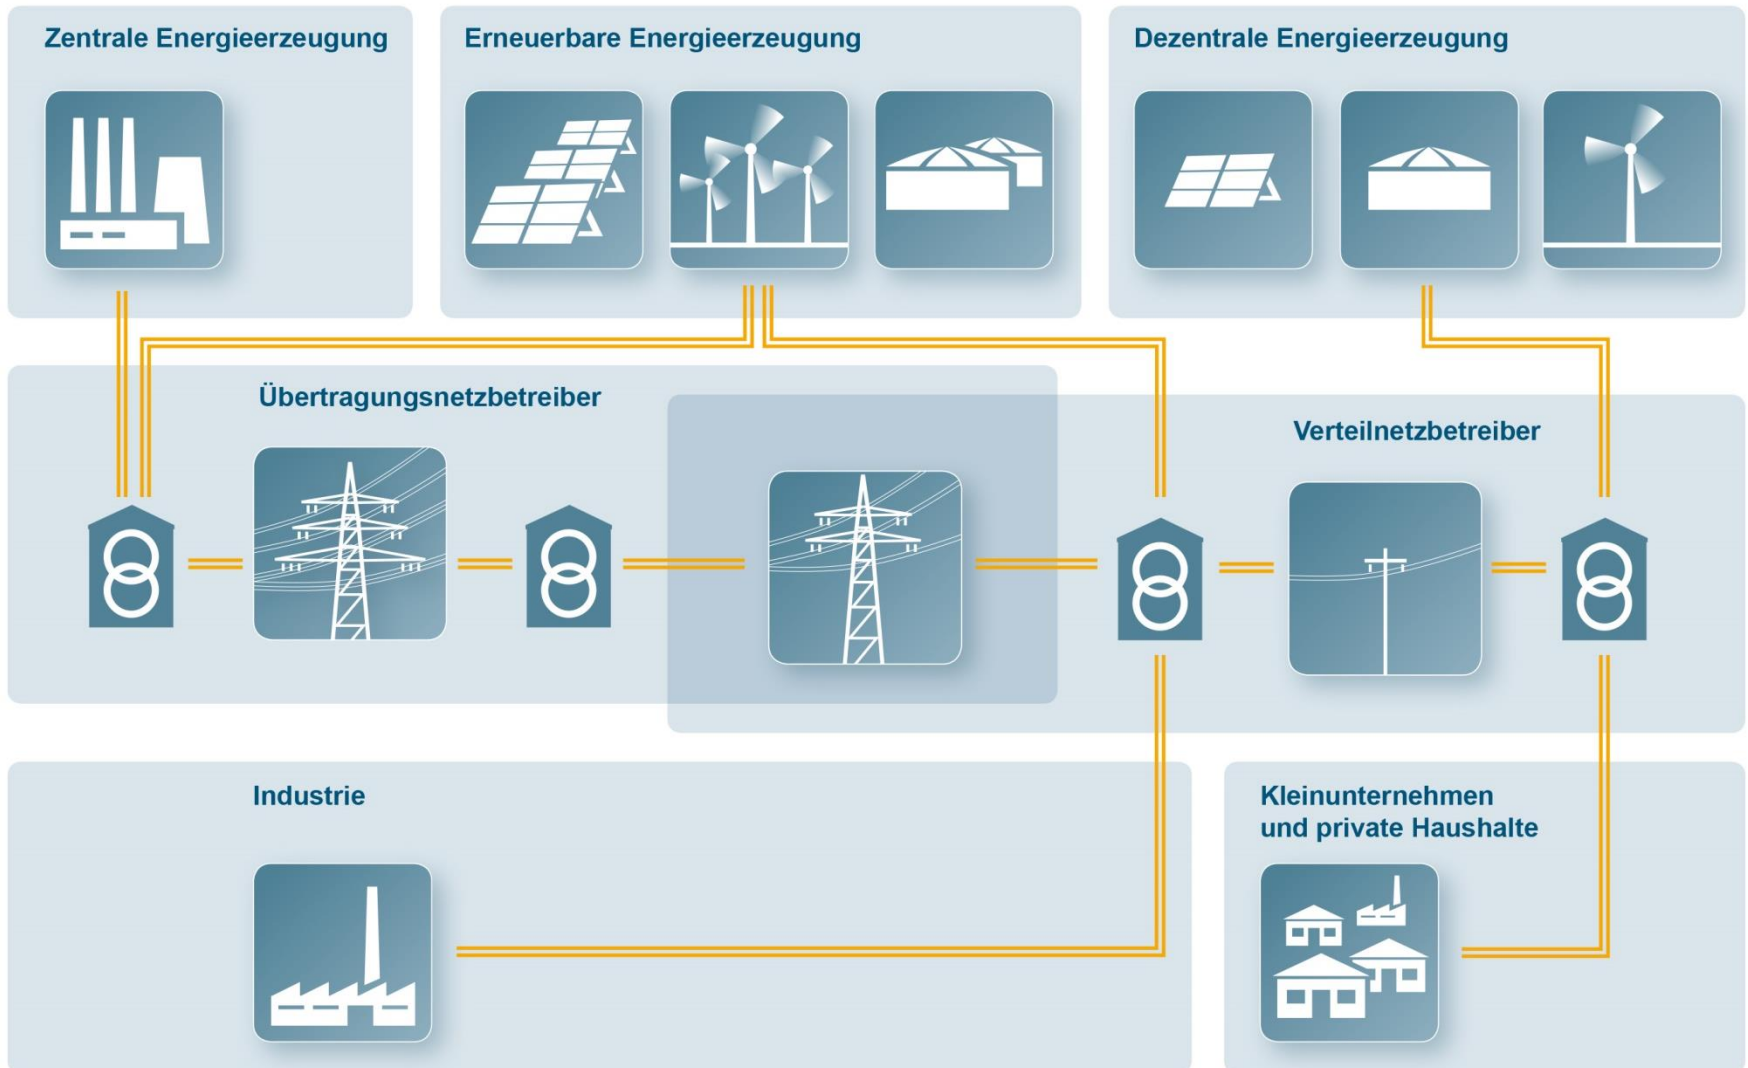 Zentrale Energieerzeugung
Erneuerbare Energieerzeugung
Dezentrale Energieerzeugung
Übertragungsnetzbetreiber
Verteilnetzbetreiber
Industrie
Kleinunternehmen
und private Haushalte